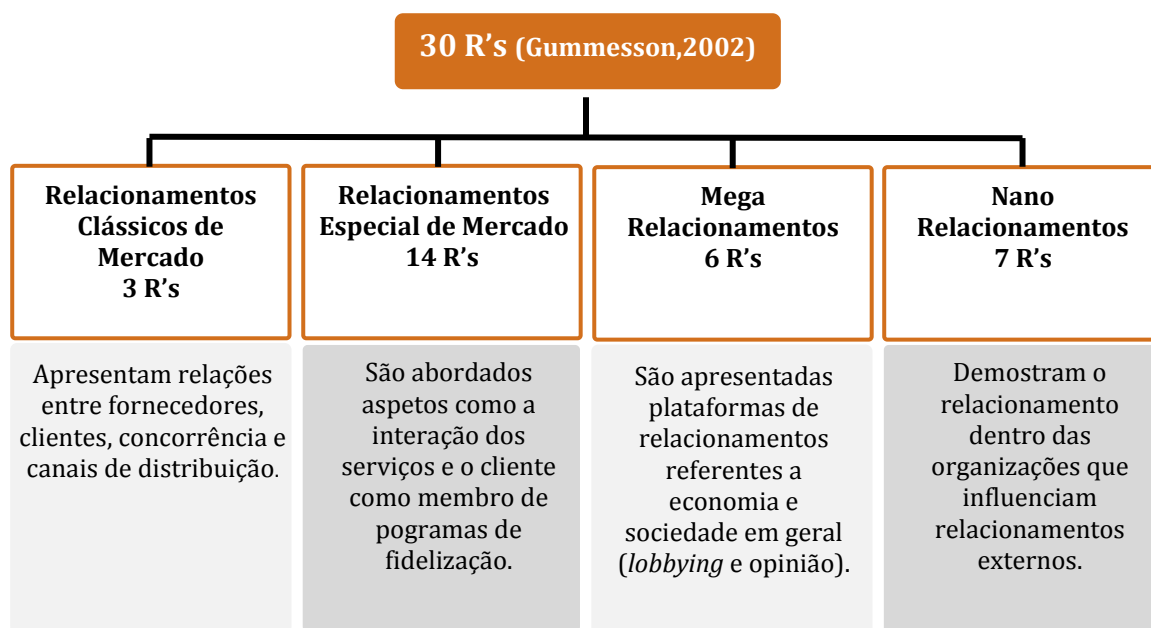 30 R’s (Gummesson,2002)
Relacionamentos
Clássicos de
Mercado
3 R’s
Relacionamentos
Especial de Mercado
14 R’s
Mega
Relacionamentos
6 R’s
Nano
Relacionamentos
7 R’s
Apresentam relações
entre fornecedores,
clientes, concorrência e
canais de distribuição.
São abordados
aspetos como a
interação dos
serviços e o cliente
como membro de
pogramas de
fidelização.
São apresentadas
plataformas de
relacionamentos
referentes a
economia e
sociedade em geral
(lobbying e opinião).
Demostram o
relacionamento
dentro das
organizações que
influenciam
relacionamentos
externos.